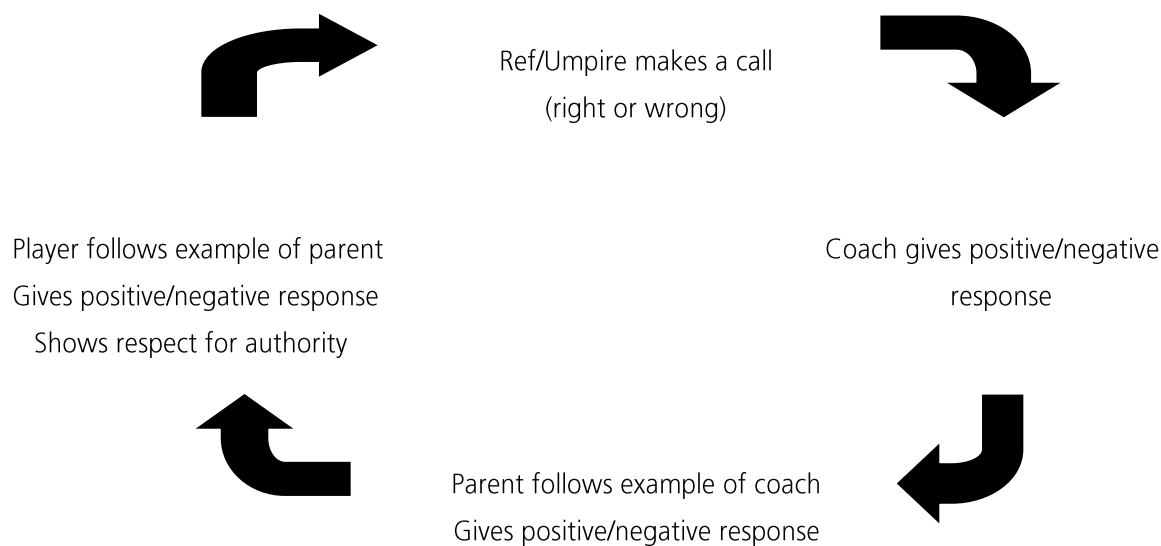 Ref/Umpire makes a call
(right or wrong)
Coach gives positive/negative
response
Parent follows example of coach
Gives positive/negative response
Player follows example of parent
Gives positive/negative response
Shows respect for authority